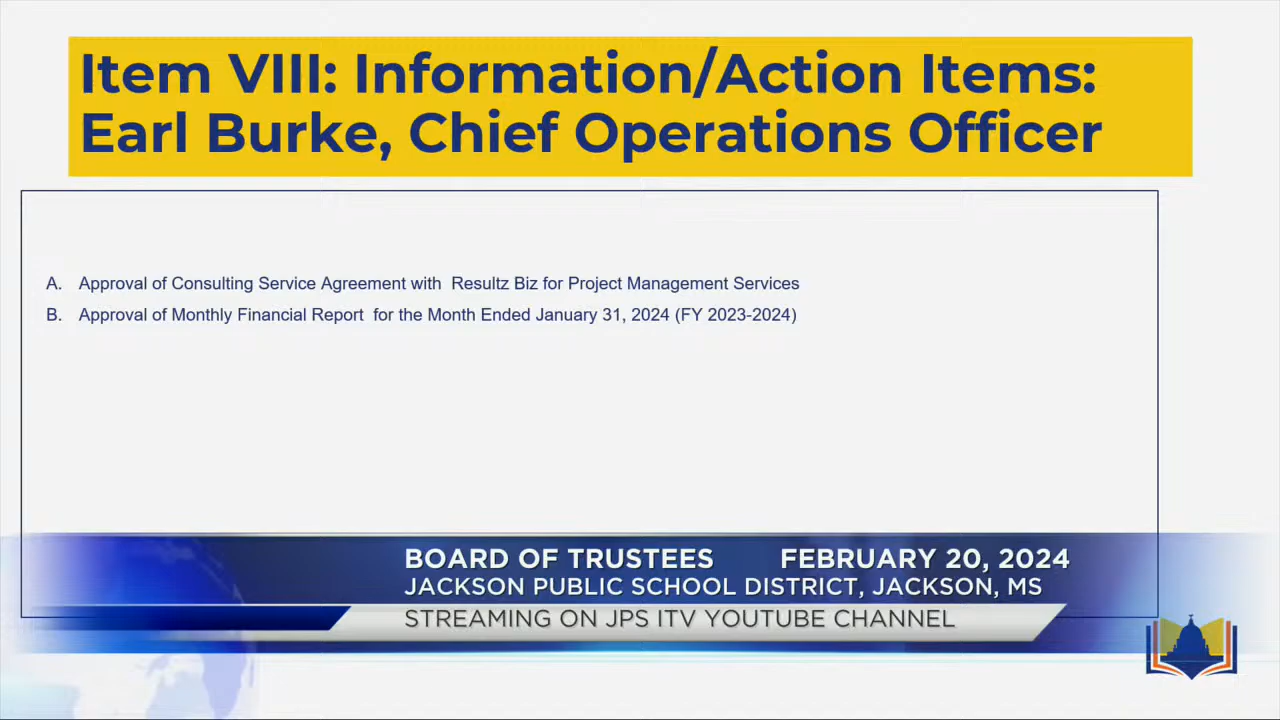 Item VIII: Information/Action Items:
Earl Burke, Chief Operations Officer
A. Approval of Consulting Service Agreement with  Resultz Biz for Project Management Services
B. Approval of Monthly Financial Report  for the Month Ended January 31, 2024 (FY 2023-2024)
BOARD OF TRUSTEES FEBRUARY 20, 2024
JACKSON PUBLIC SCHOOL DISTRICT, JACKSON, MS
STREAMING ON JPS ITV YOUTUBE CHANNEL